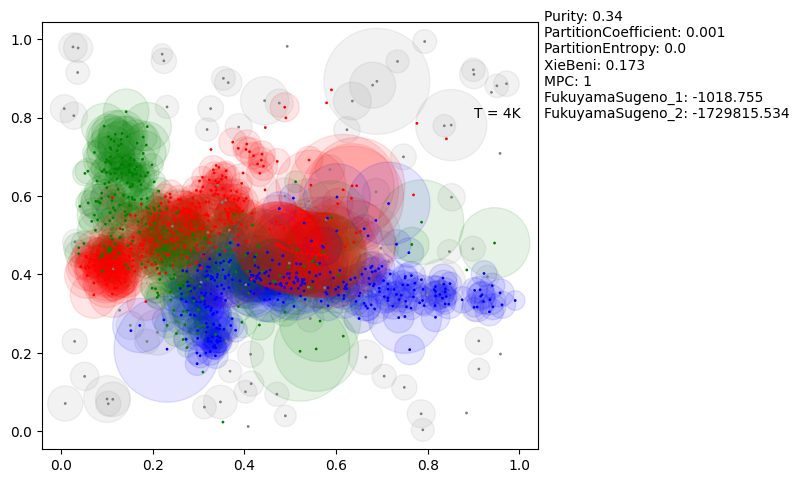 Purity: 0.34
PartitionCoefficient: 0.001
PartitionEntropy: 0.0
XieBeni: 0.173
MPC: 1
FukuyamaSugeno_1: -1018.755
FukuyamaSugeno_2: -1729815.534
T = 4K
1.0
0.8
0.6
0.4
0.2
0.0
0.0 0.2 0.4 0.6 0.8 1.0